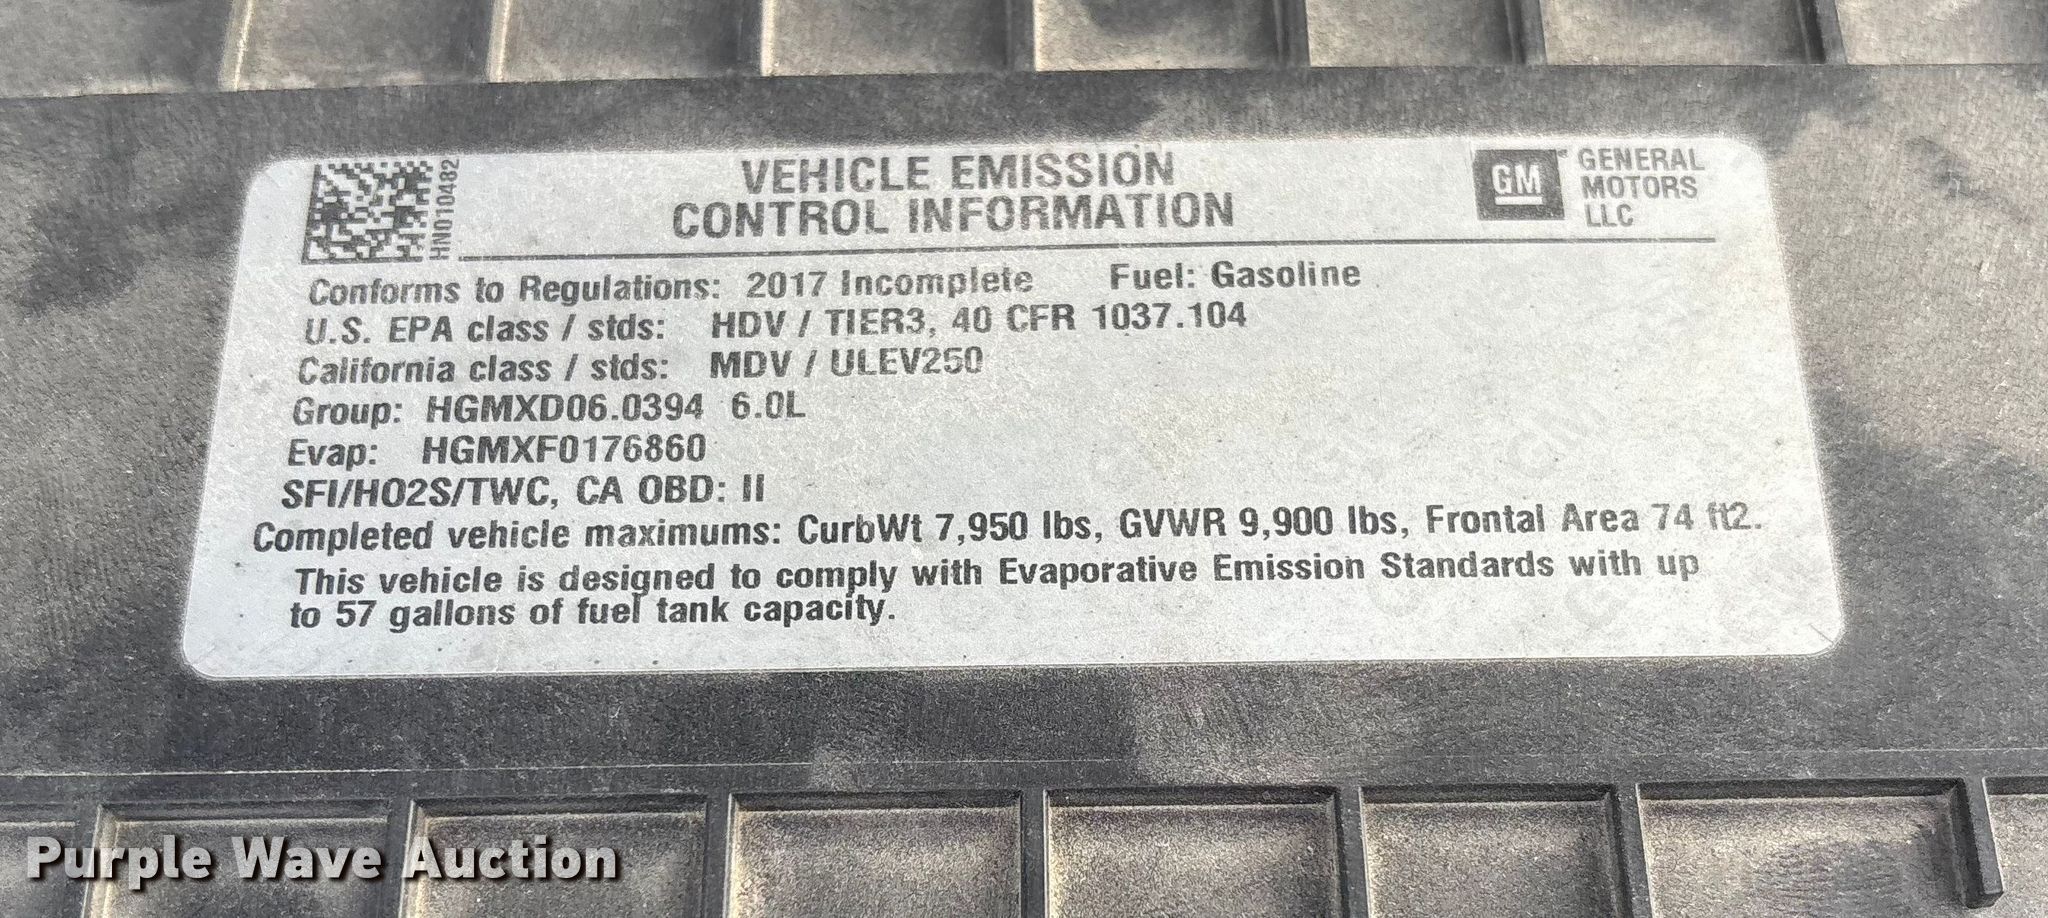 HN010482
VEHICLE EMISSION
CONTROL INFORMATION
GM
GENERAL
MOTORS
LLC
Conforms to Regulations: 2017 Incomplete Fuel: Gasoline
U.S. EPA class / stds: HDV / TIER3, 40 CFR 1037.104
California class / stds: MDV / ULEV250
Group: HGMXD06.0394 6.0L
Evap: HGMXF0176860
SFI/HO2S/TWC, CA OBD: II
Completed vehicle maximums: CurbWt 7,950 lbs, GVWR 9,900 lbs, Frontal Area 74 ft2.
This vehicle is designed to comply with Evaporative Emission Standards with up
to 57 gallons of fuel tank capacity.
Purple Wave Auction